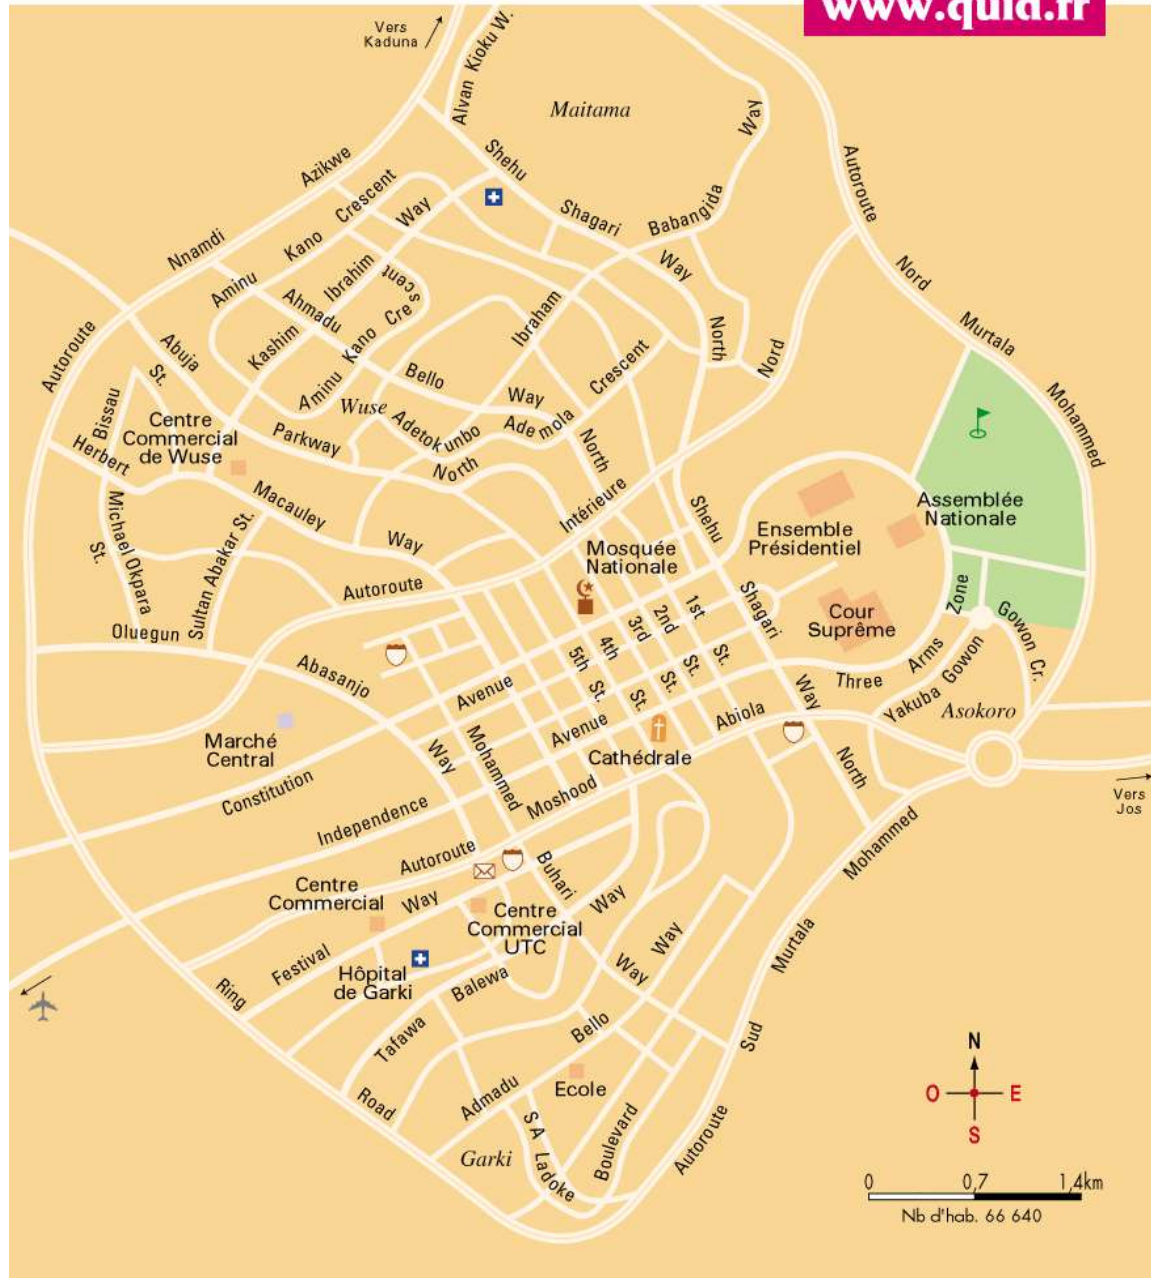 www.quid.fr
Vers
Kaduna
Alvan Kioku W.
Maitama
Way
Babangida
Ibraham
Autoroute
Nord
Murtala
Mohammed
Shehu
Shagari
Way
North
Nord
Azikwe
Nnamdi
Autoroute
Aminu
Kano
Crescent
Kashim
Ibrahim
Way
Ahmadu
Bello
Way
North
Aminu
Kano
Cre
scent
Abuja
Parkway
North
St.
Bissau
Wuse
Adetokunbo
Ademola
Crescent
Centre
Commercial
de Wuse
Herbert
Macauley
Way
Michael Okpara
St.
Sultan Abakar St.
Oluegun
Abasanjo
Way
Autoroute
Intérieure
Mosquée
Nationale
Ensemble
Présidentiel
Assemblée
Nationale
Cour
Suprême
Shehu
Shagari
Way
North
1st
St.
2nd
St.
3rd
St.
4th
St.
5th
Three
Arms
Zone
Yakuba Gowon
Gowon Cr.
Asokoro
Marché
Central
Constitution
Avenue
Independence
Avenue
Cathédrale
Autoroute
Moshood
Abiola
Mohammed
Buhari
Way
Vers
Jos
Centre
Commercial
Centre
Commercial
UTC
Festival
Way
Hôpital
de Garki
Tafawa
Balewa
Way
Ring
Road
Admadu
Bello
Way
Ecole
Garki
S A Ladoke
Boulevard
Autoroute
Sud
Murtala
Mohammed
N
O
E
S
0
0,7
1,4km
Nb d'hab. 66 640